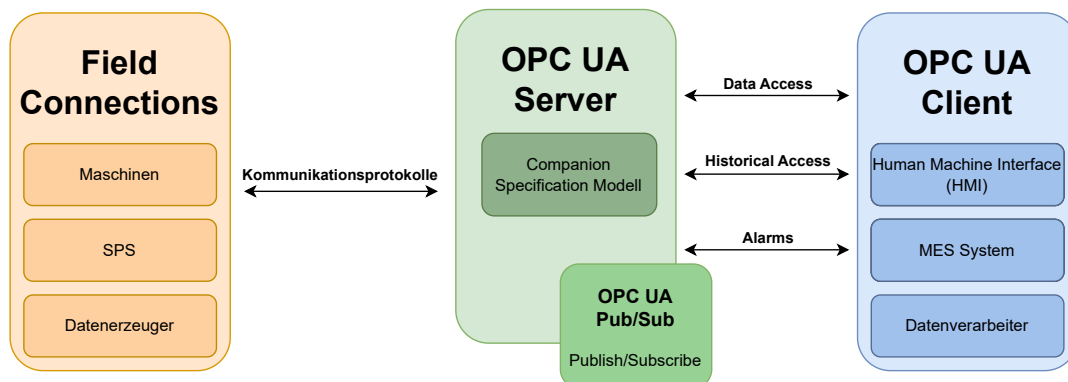 Field
Connections
Maschinen
SPS
Datenerzeuger
Kommunikationsprotokolle
OPC UA
Server
Companion
Specification Modell
OPC UA
Pub/Sub
Publish/Subscribe
Data Access
Historical Access
Alarms
OPC UA
Client
Human Machine Interface
(HMI)
MES System
Datenverarbeiter